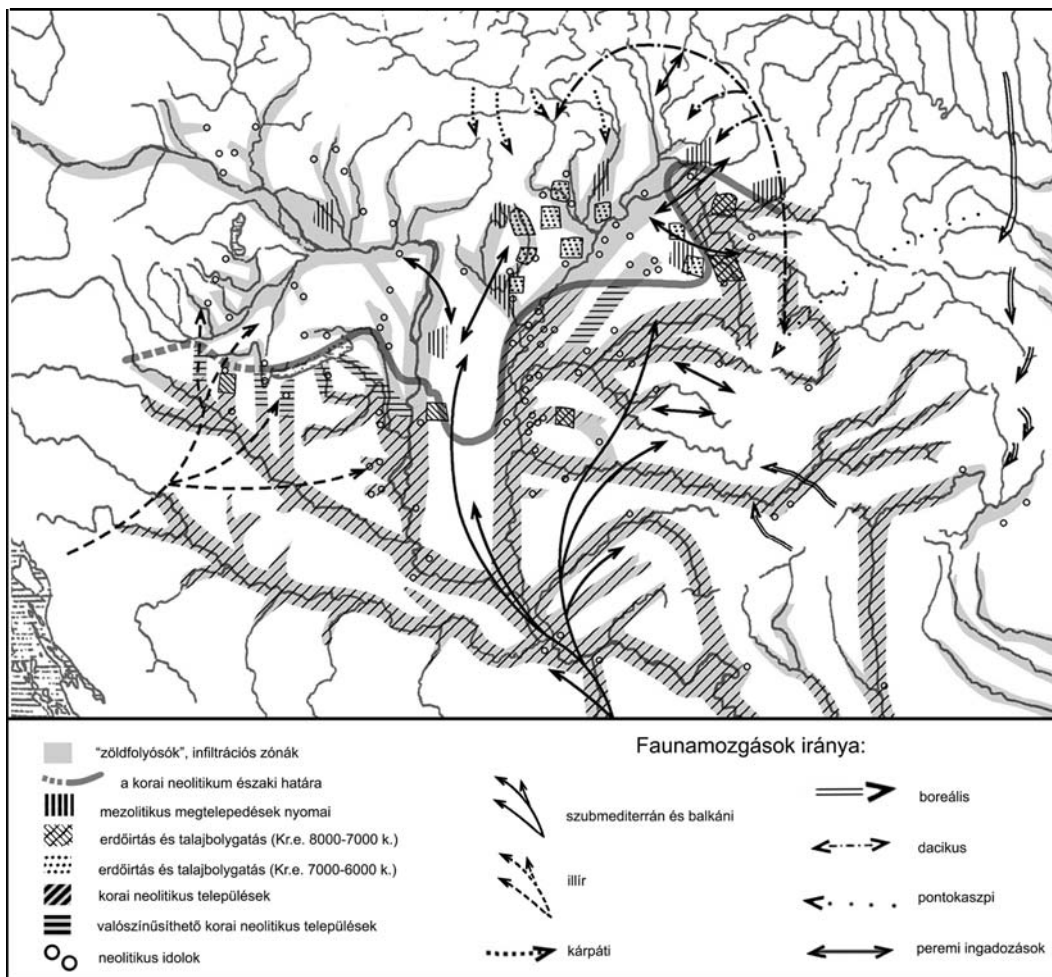 "zöldfolyósók", infiltrációs zónák
a korai neolitikum északi határa
mezolitikus megtelepedések nyomai
erdőirtás és talajbolygatás (Kr.e. 8000-7000 k.)
erdőirtás és talajbolygatás (Kr.e. 7000-6000 k.)
korai neolitikus települések
valószínűsíthető korai neolitikus települések
neolitikus idolok
Faunamozgások iránya:
szubmediterrán és balkáni
illír
kárpáti
boreális
dacikus
pontokaszpi
peremi ingadozások